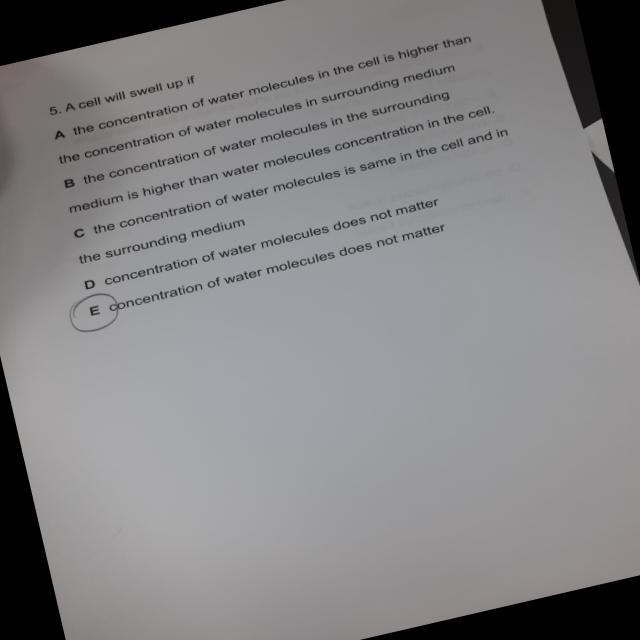 5. A cell will swell up if
A the concentration of water molecules in the cell is higher than
the concentration of water molecules in surrounding medium
B the concentration of water molecules in the surrounding
medium is higher than water molecules concentration in the cell.
C the concentration of water molecules is same in the cell and in
the surrounding medium
D concentration of water molecules does not matter
E concentration of water molecules does not matter